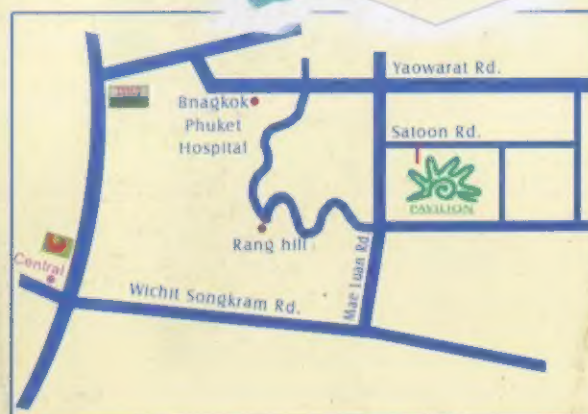 Yaowarat Rd.
Bnagkok
Phuket
Hospital
Satoon Rd.
PAVILION
Rang hill
Central
Wichit Songkram Rd.
Mae Luan Rd